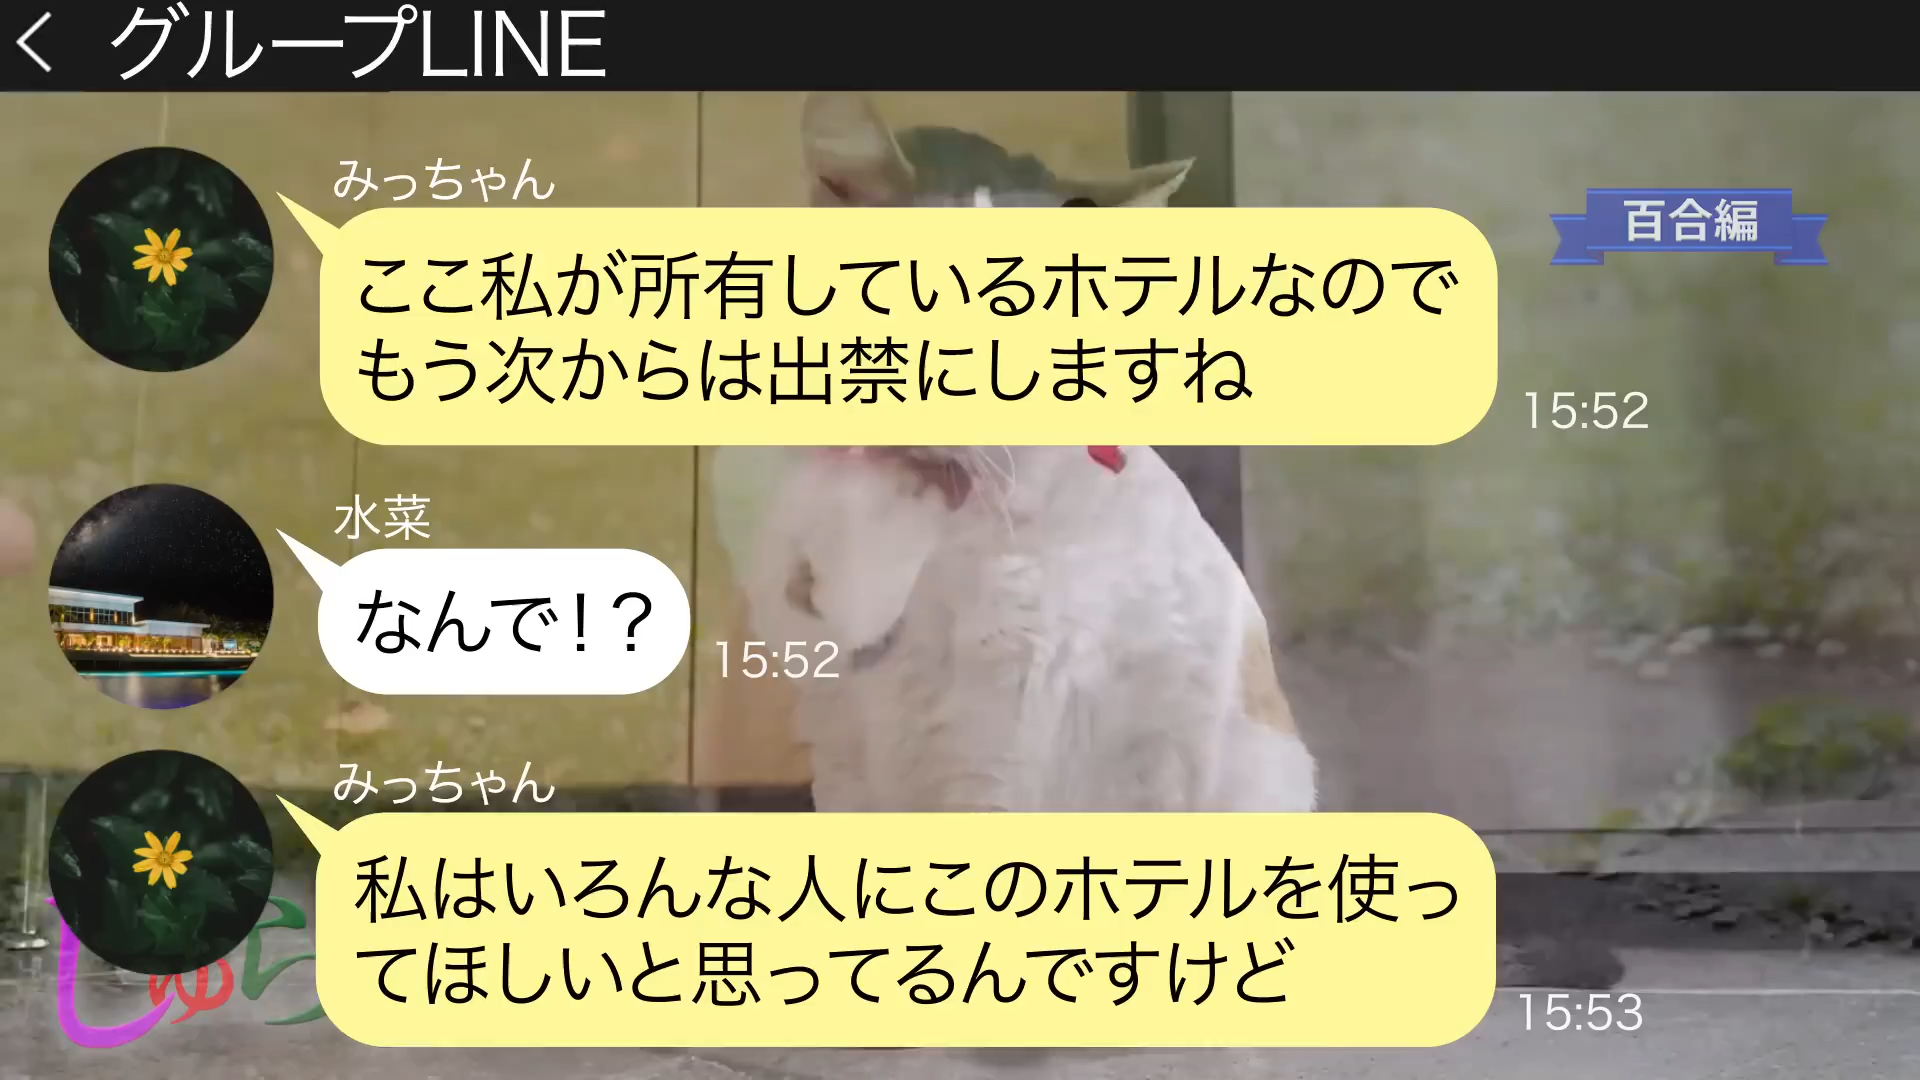 グループLINE
みっちゃん
百合編
ここ私が所有しているホテルなので
もう次からは出禁にしますね
15:52
水菜
なんで！？
15:52
みっちゃん
私はいろんな人にこのホテルを使っ
てほしいと思ってるんですけど
15:53
しゅら